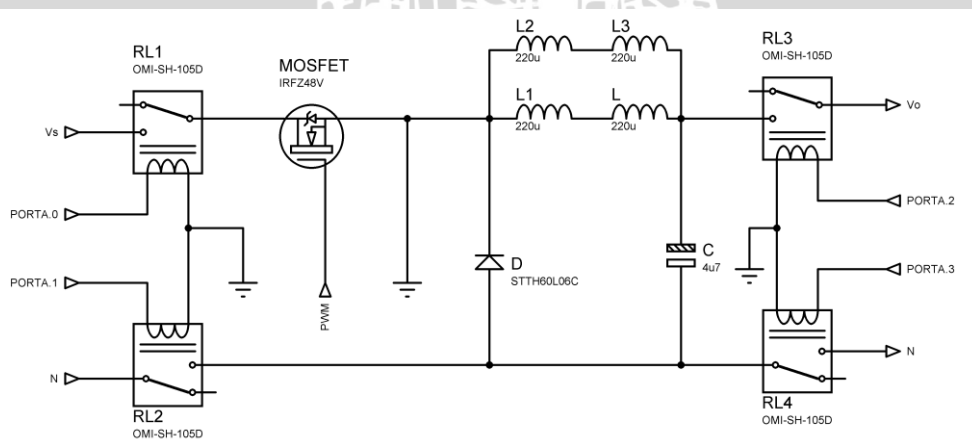 L2
220u
L3
220u
RL1
OMI-SH-105D
MOSFET
IRFZ48V
RL3
OMI-SH-105D
L1
220u
L
220u
Vs
Vo
PORTA.0
PORTA.2
PORTA.1
PORTA.3
C
4u7
D
STTH60L06C
PWM
N
N
RL2
OMI-SH-105D
RL4
OMI-SH-105D